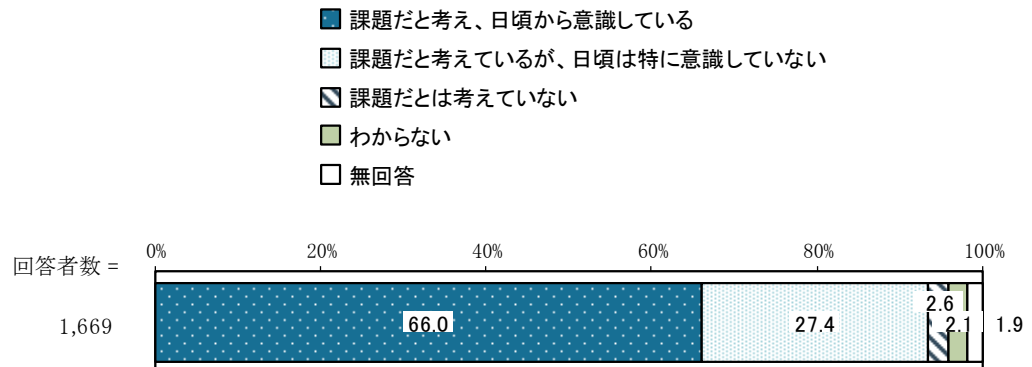 課題だと考え、日頃から意識している
課題だと考えているが、日頃は特に意識していない
課題だとは考えていない
わからない
無回答
0% 20% 40% 60% 80% 100%
回答者数 =
1,669 66.0 27.4 2.6 2.1 1.9